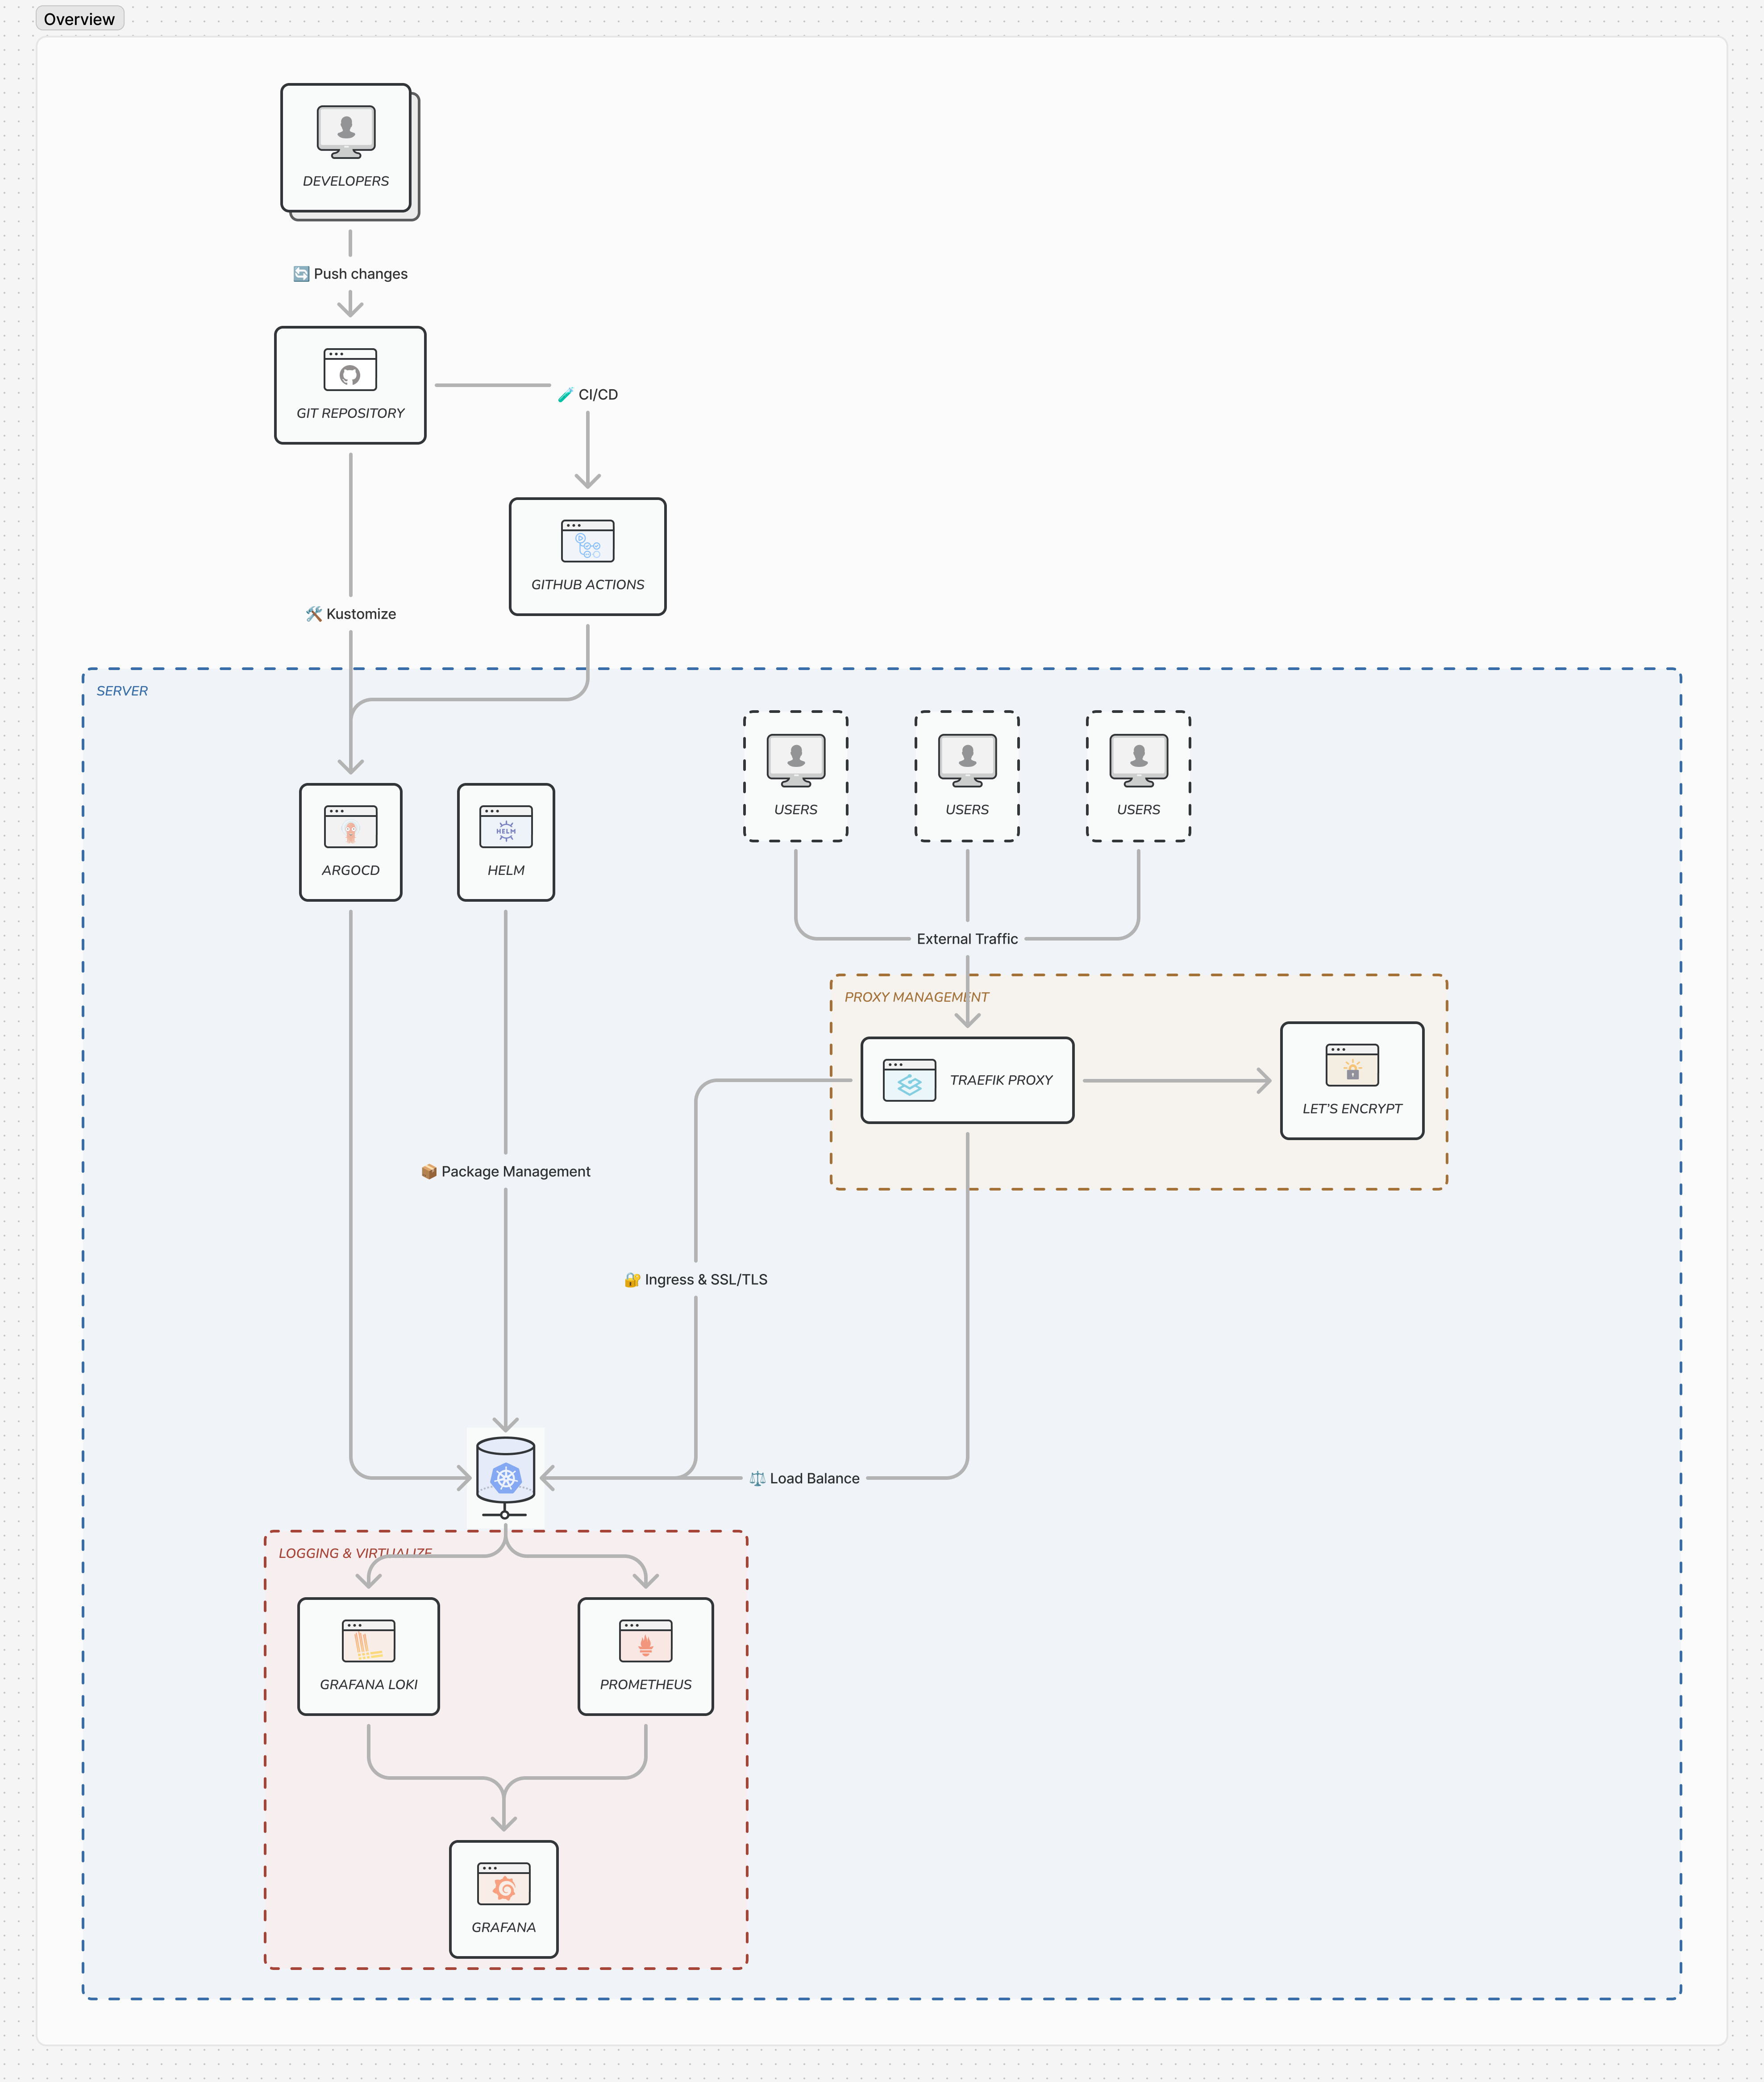 Overview
DEVELOPERS
🔄 Push changes
GIT REPOSITORY
🧪 CI/CD
GITHUB ACTIONS
🛠️ Kustomize
SERVER
USERS
USERS
USERS
ARGOCD
HELM
HELM
External Traffic
PROXY MANAGEMENT
TRAEFIK PROXY
LET'S ENCRYPT
📦 Package Management
🔐 Ingress & SSL/TLS
⚖️ Load Balance
LOGGING & VIRTUALIZE
GRAFANA LOKI
PROMETHEUS
GRAFANA